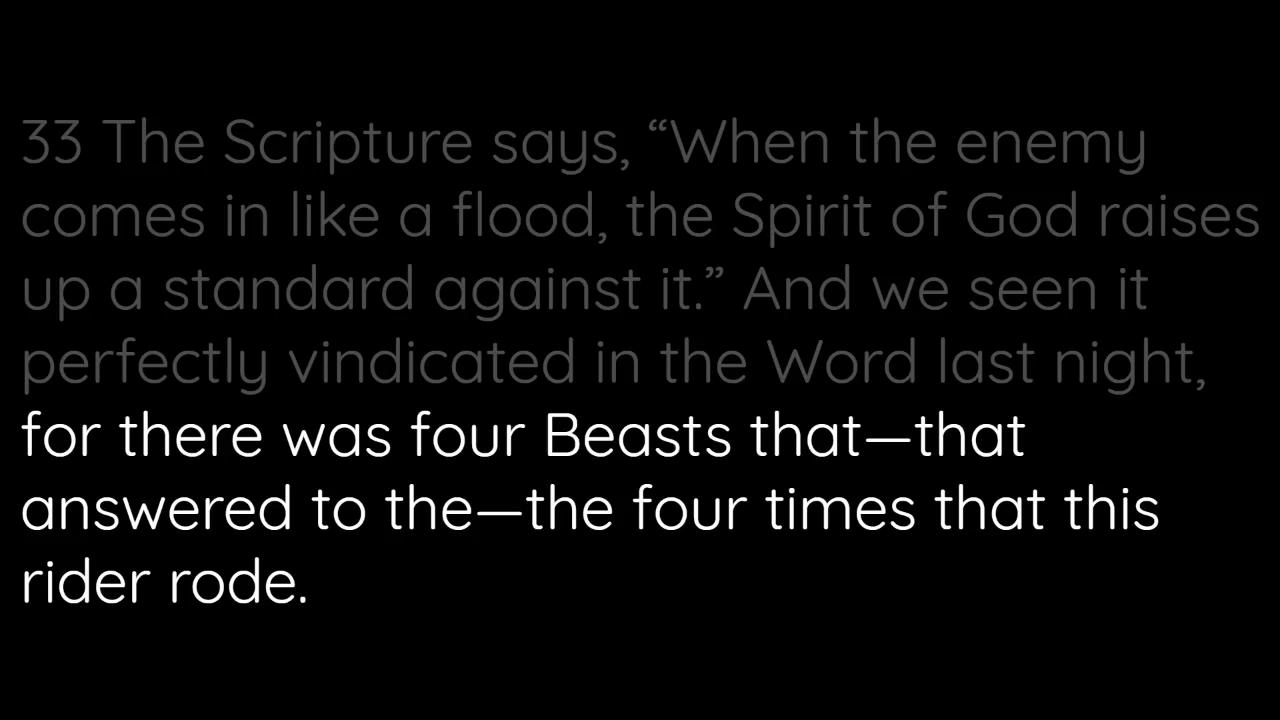 33 The Scripture says, “When the enemy
comes in like a flood, the Spirit of God raises
up a standard against it.” And we seen it
perfectly vindicated in the Word last night,
for there was four Beasts that—that
answered to the—the four times that this
rider rode.